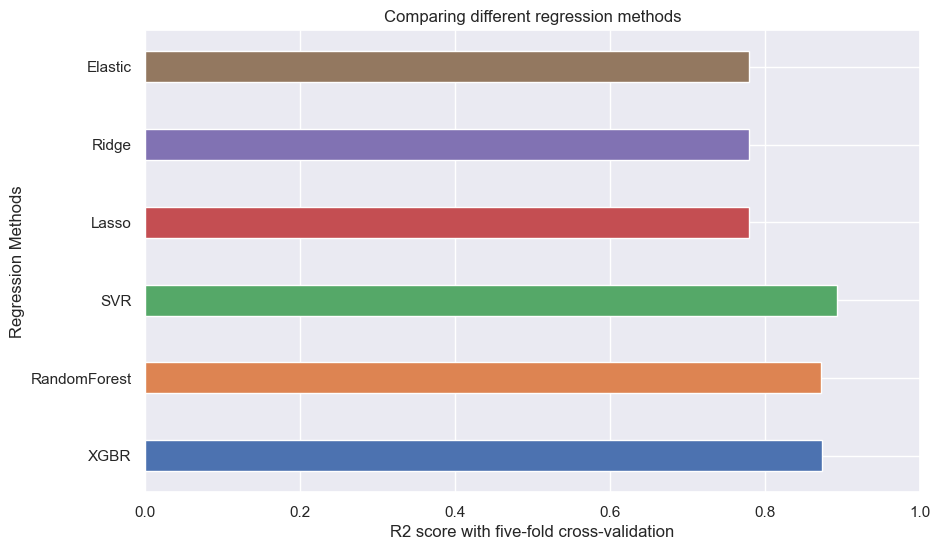 Comparing different regression methods
Regression Methods
Elastic
Ridge
Lasso
SVR
RandomForest
XGBR
0.0 0.2 0.4 0.6 0.8 1.0
R2 score with five-fold cross-validation